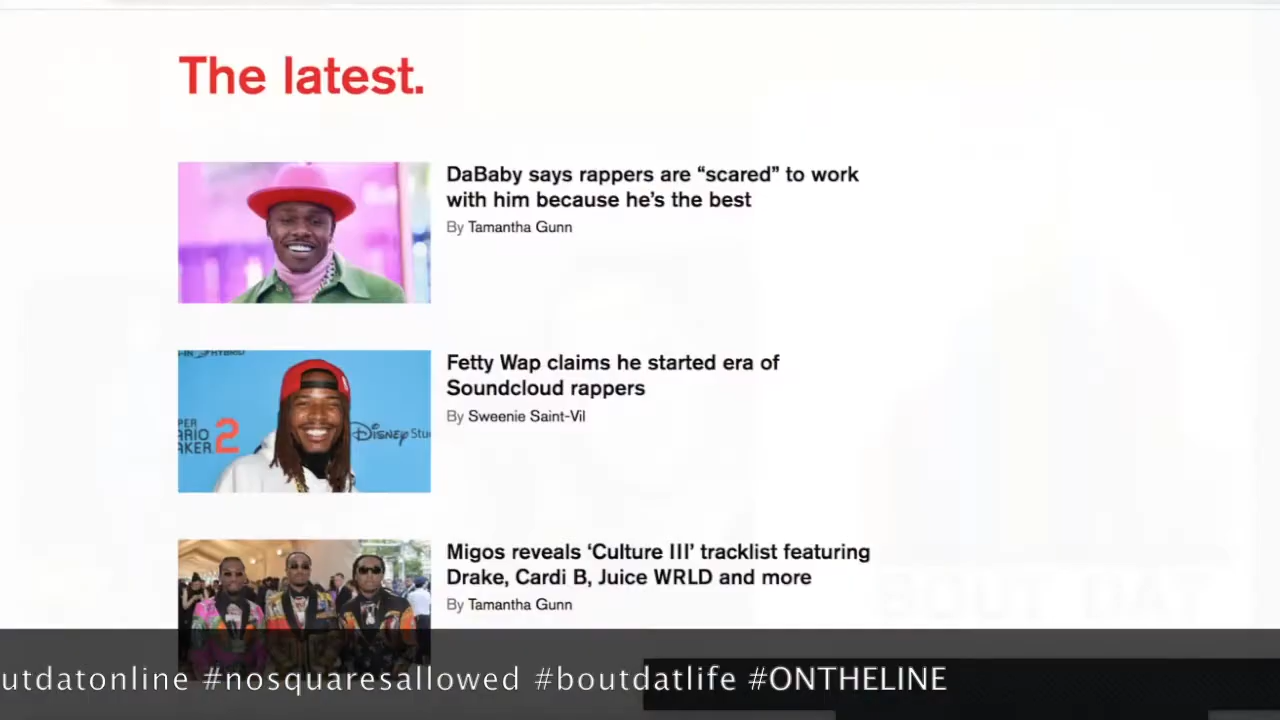 The latest.
DaBaby says rappers are “scared” to work
with him because he’s the best
By Tamantha Gunn
Fetty Wap claims he started era of
Soundcloud rappers
By Sweenie Saint-Vil
2
DISNEY
Migos reveals ‘Culture III’ tracklist featuring
Drake, Cardi B, Juice WRLD and more
By Tamantha Gunn
utdatonline #nosquaresallowed #boutdatlife #ONTHELINE